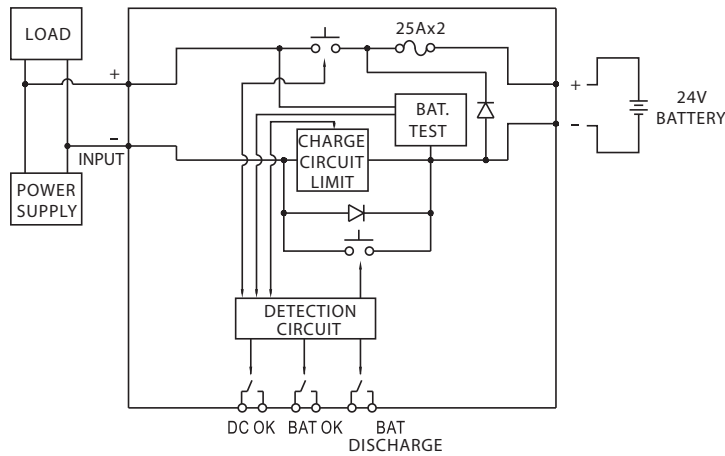 LOAD
25Ax2
+
+
24V
BATTERY
-
BAT.
TEST
-
INPUT
CHARGE
CIRCUIT
LIMIT
POWER
SUPPLY
DETECTION
CIRCUIT
DC OK
BAT OK
BAT
DISCHARGE